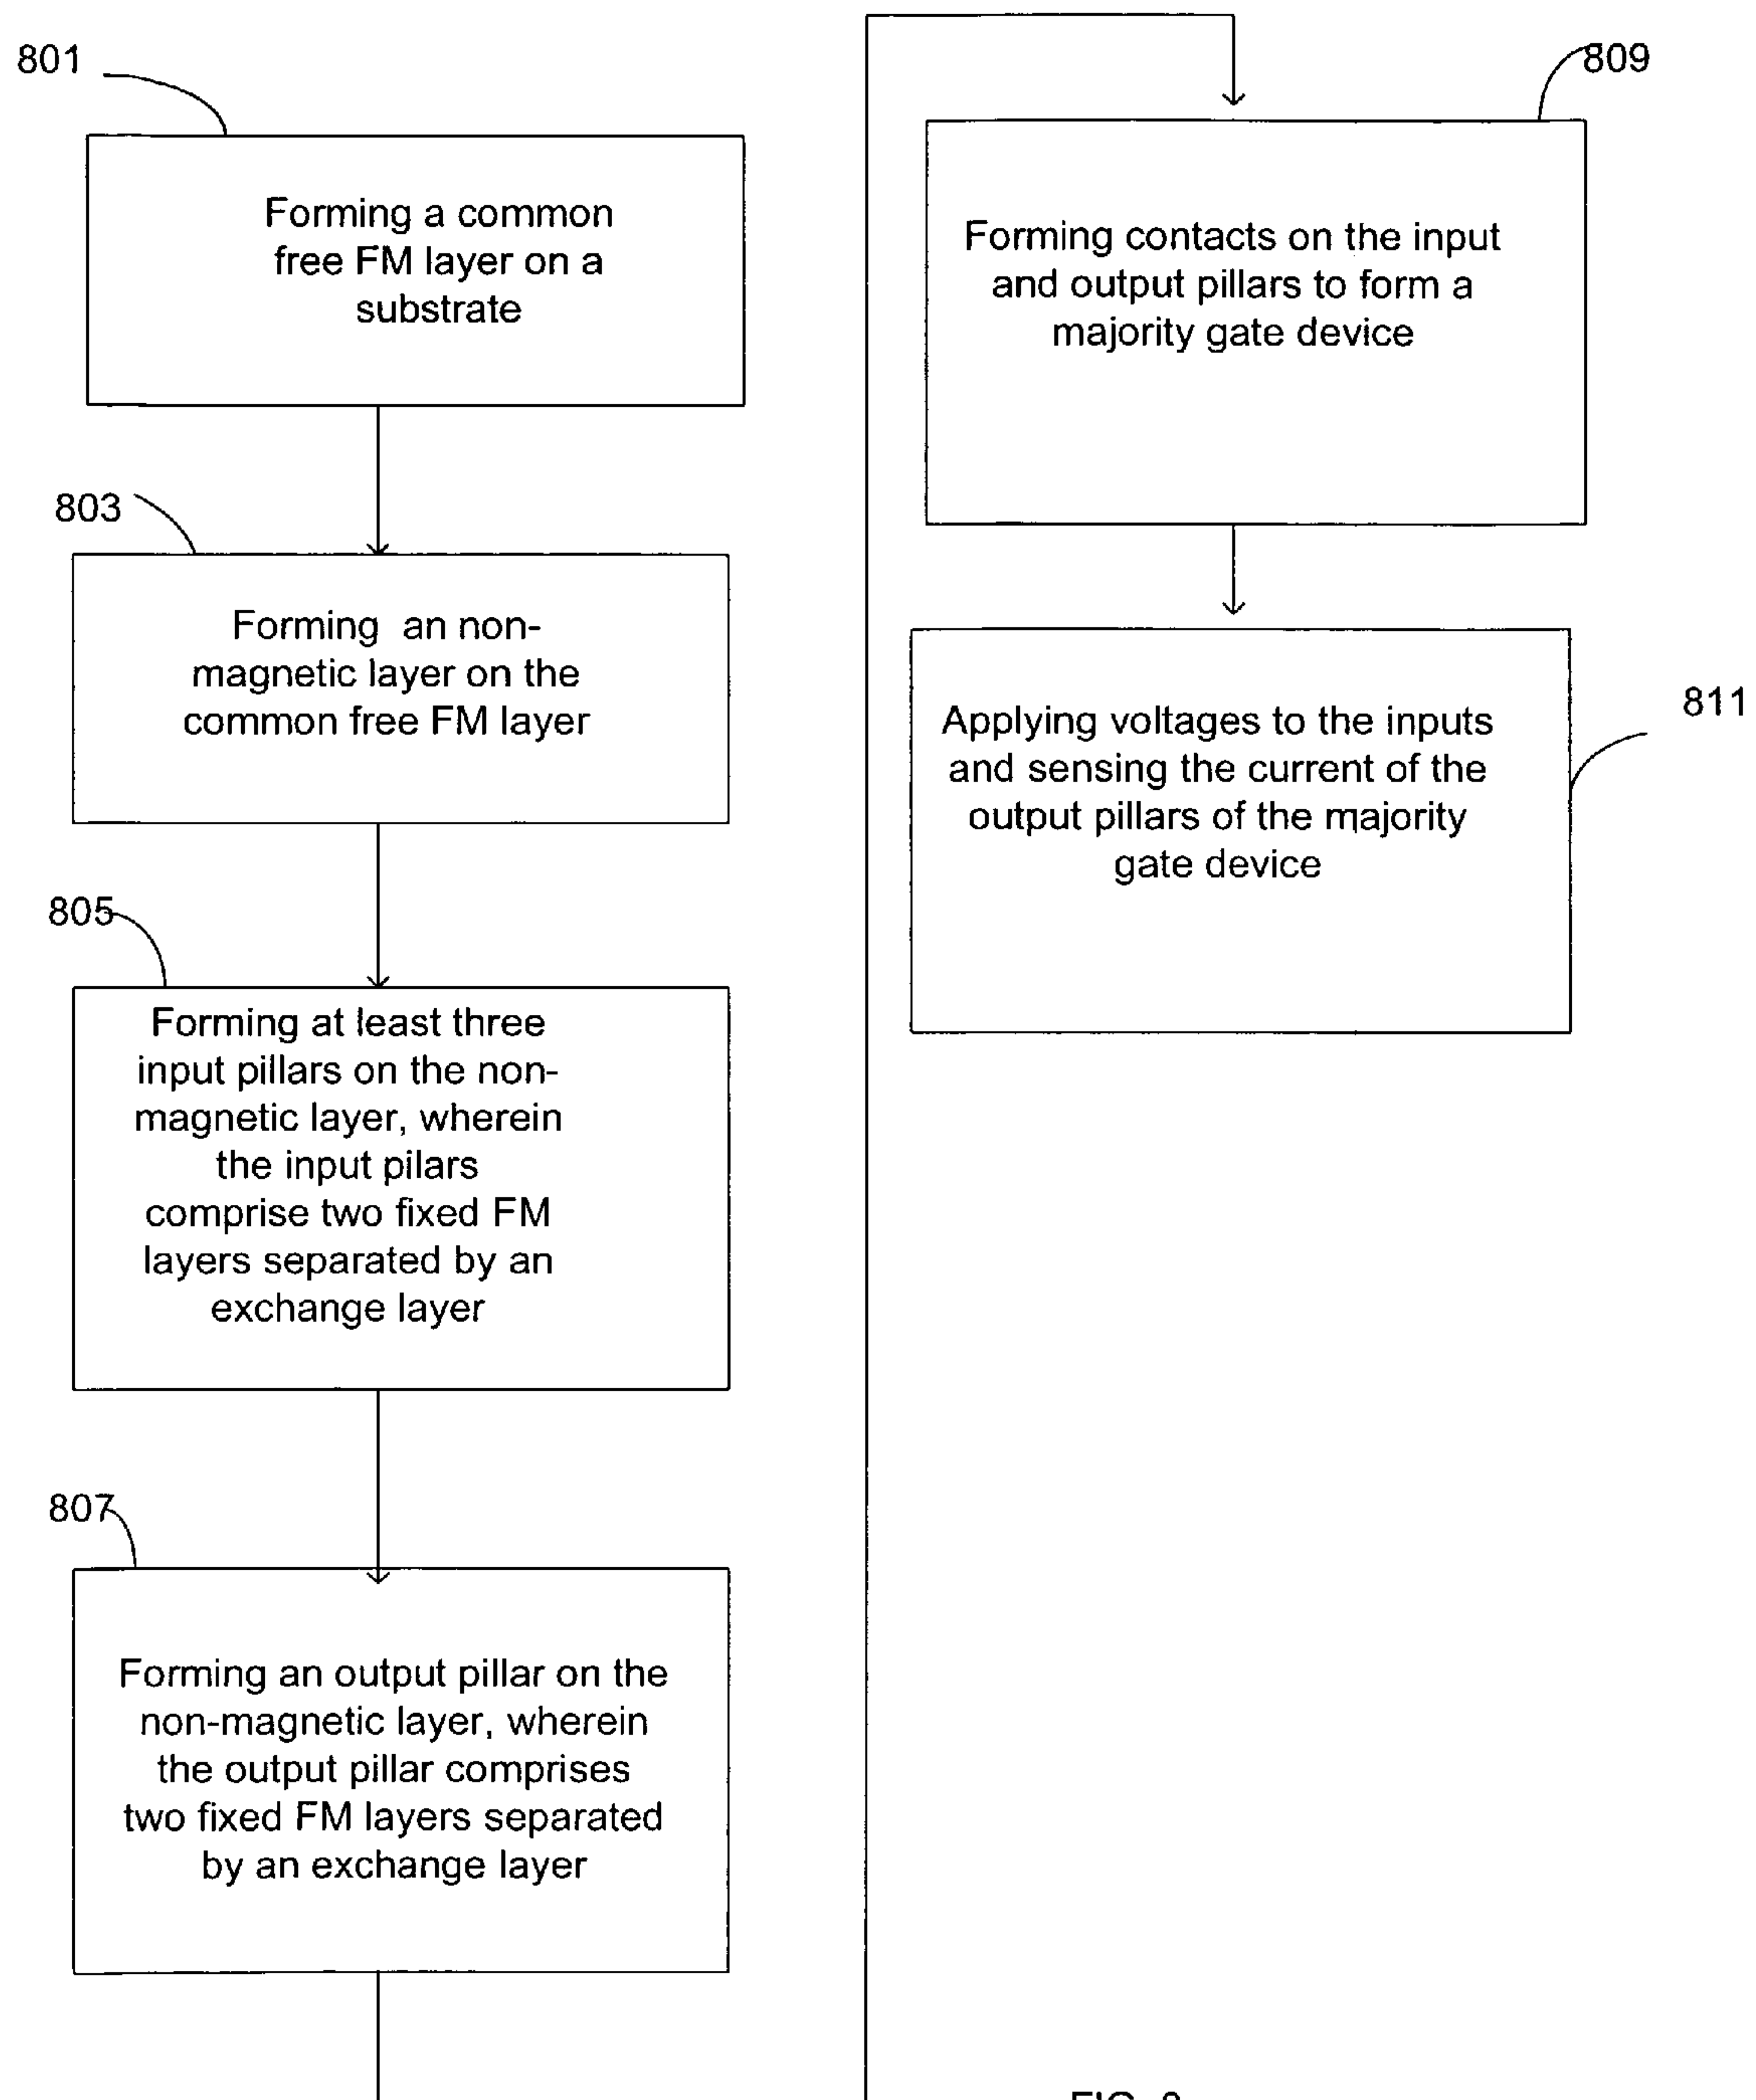 801
Forming a common
free FM layer on a
substrate
803
Forming an non-
magnetic layer on the
common free FM layer
805
Forming at least three
input pillars on the non-
magnetic layer, wherein
the input pilars
comprise two fixed FM
layers separated by an
exchange layer
807
Forming an output pillar on the
non-magnetic layer, wherein
the output pillar comprises
two fixed FM layers separated
by an exchange layer
809
Forming contacts on the input
and output pillars to form a
majority gate device
811
Applying voltages to the inputs
and sensing the current of the
output pillars of the majority
gate device
FIG.